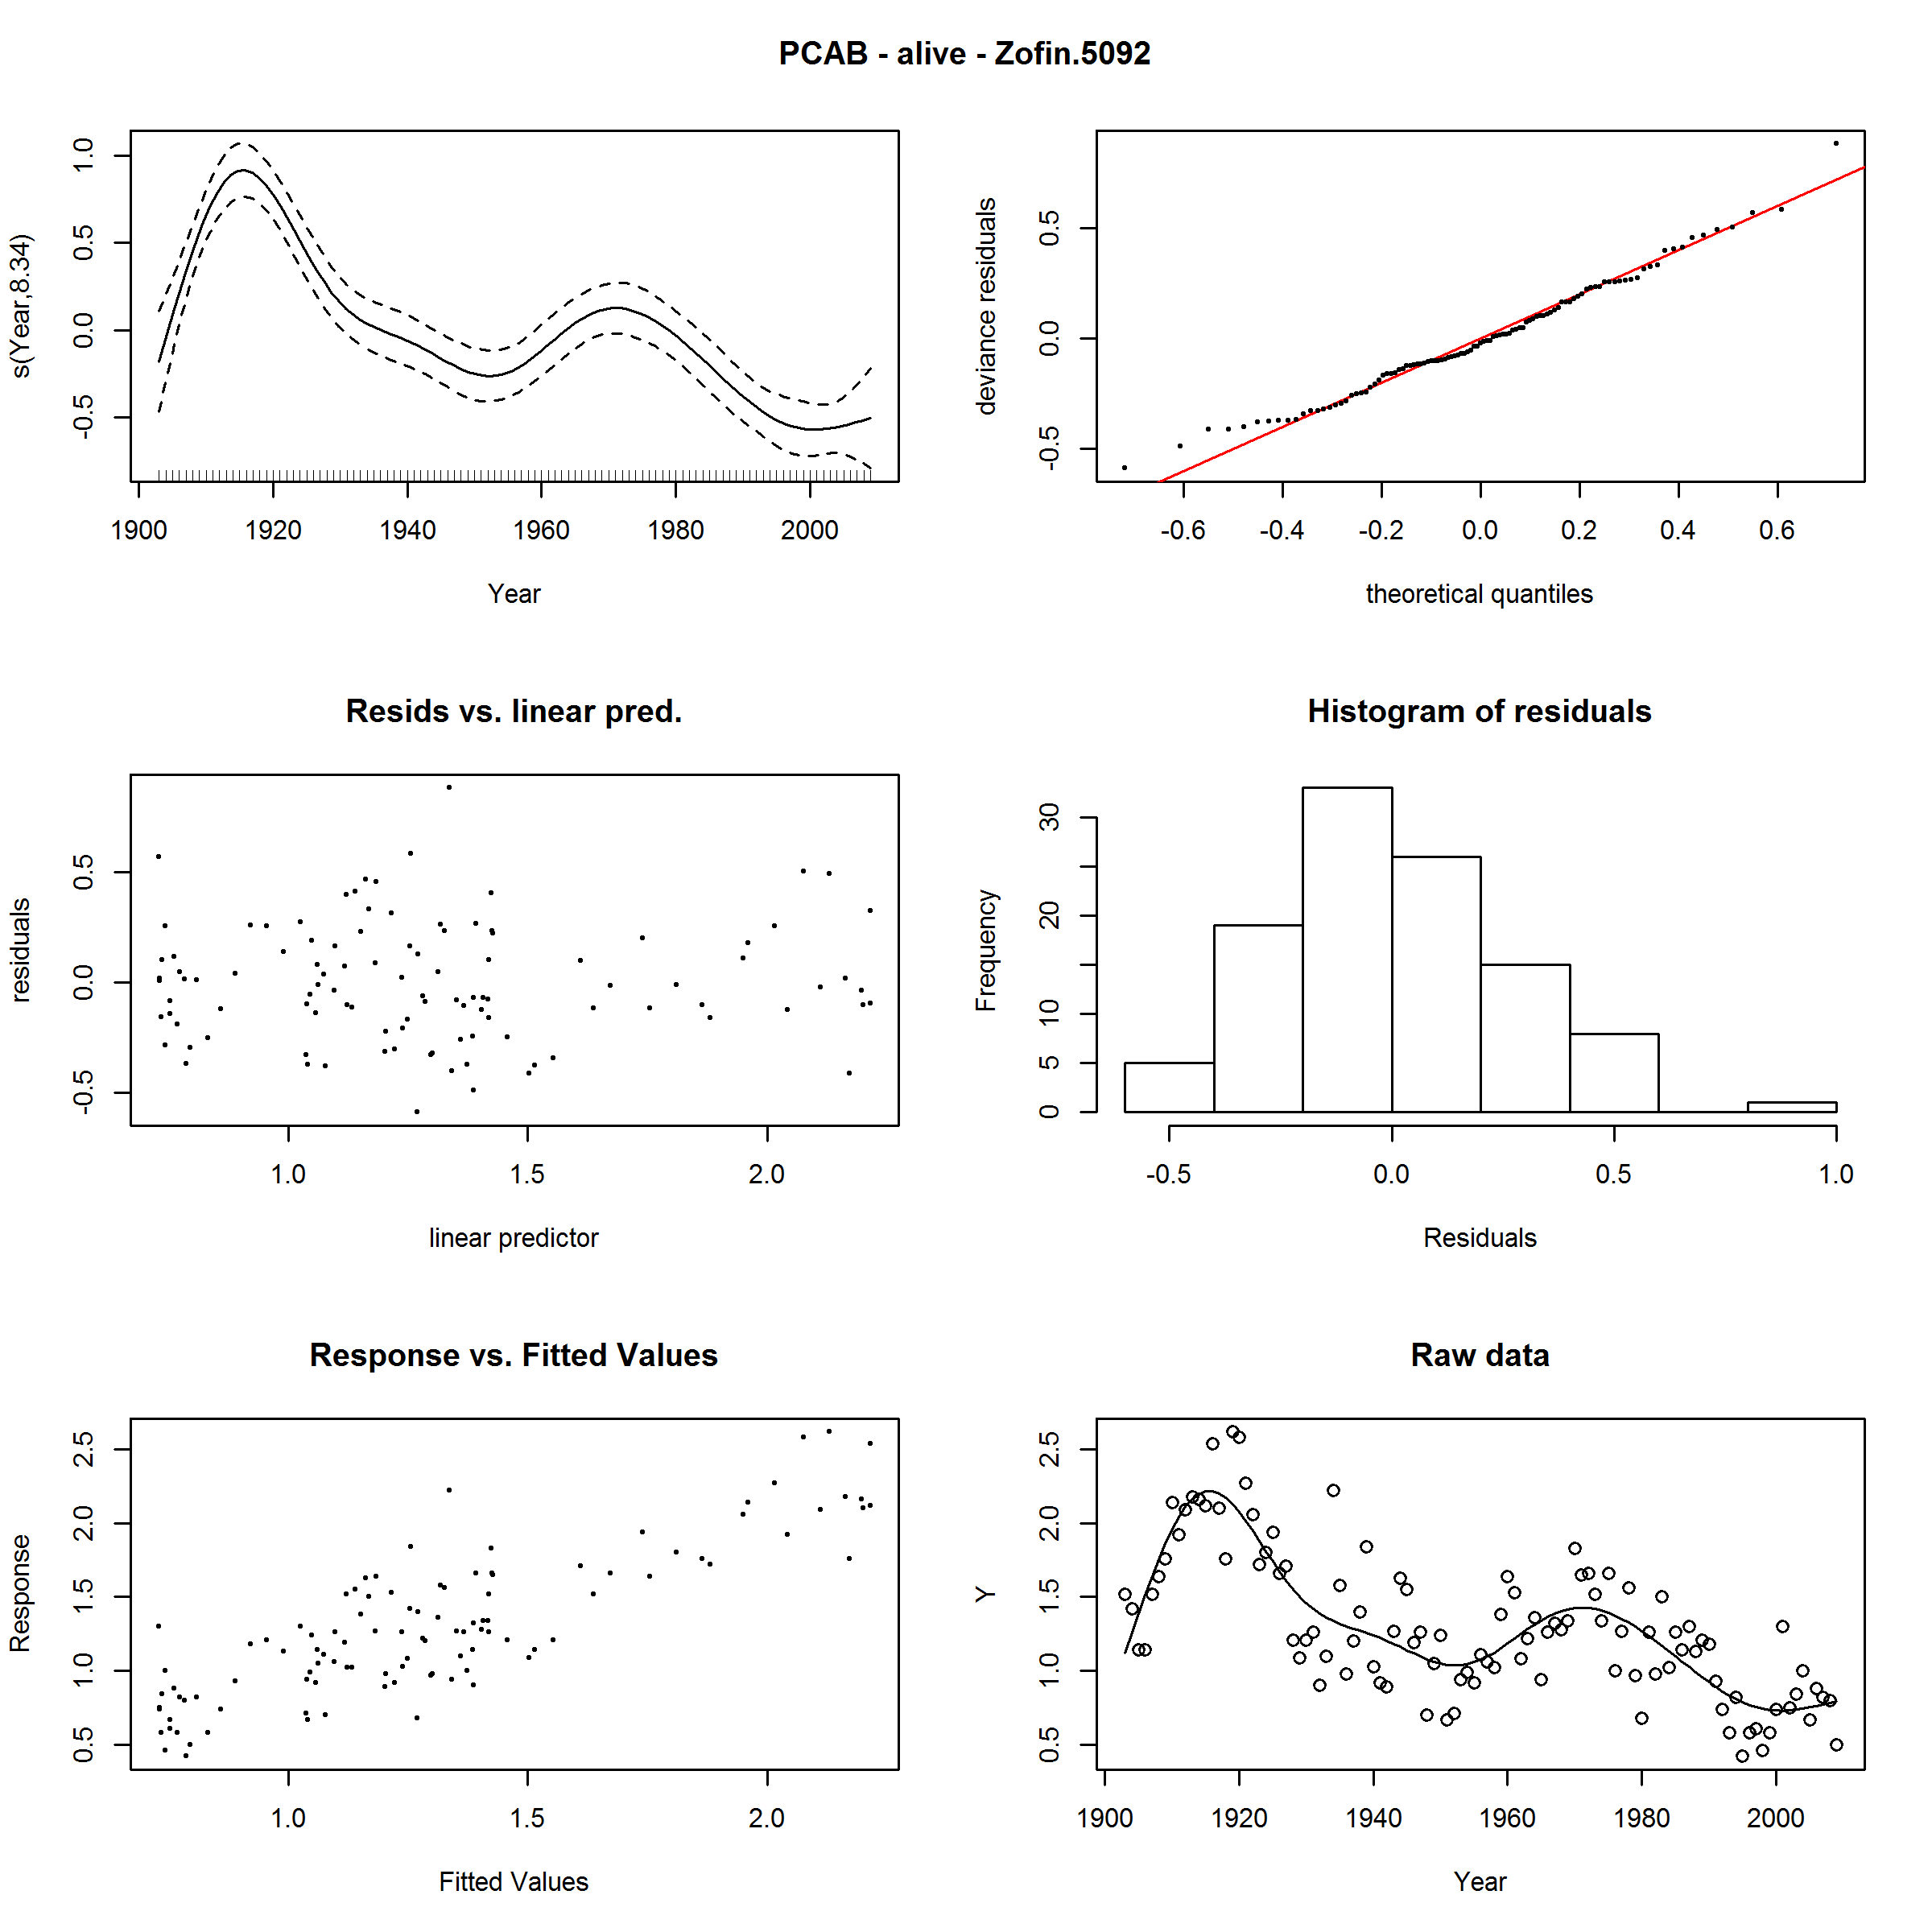 PCAB - alive - Zofin.5092
s(Year,8.34)
1.0
0.5
0.0
-0.5
1900 1920 1940 1960 1980 2000
Year
deviance residuals
0.5
0.0
-0.5
-0.6 -0.4 -0.2 0.0 0.2 0.4 0.6
theoretical quantiles
Resids vs. linear pred.
residuals
0.5
0.0
-0.5
1.0 1.5 2.0
linear predictor
Histogram of residuals
Frequency
30
20
10
5
0
-0.5 0.0 0.5 1.0
Residuals
Response vs. Fitted Values
Response
2.5
2.0
1.5
1.0
0.5
1.0 1.5 2.0
Fitted Values
Raw data
Y
2.5
2.0
1.5
1.0
0.5
1900 1920 1940 1960 1980 2000
Year